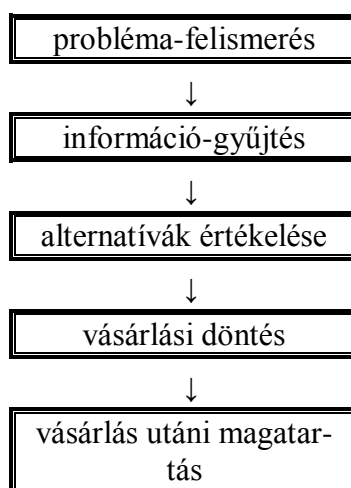 probléma-felismerés
↓
információ-gyűjtés
↓
alternatívák értékelése
↓
vásárlási döntés
↓
vásárlás utáni magatar-
tás